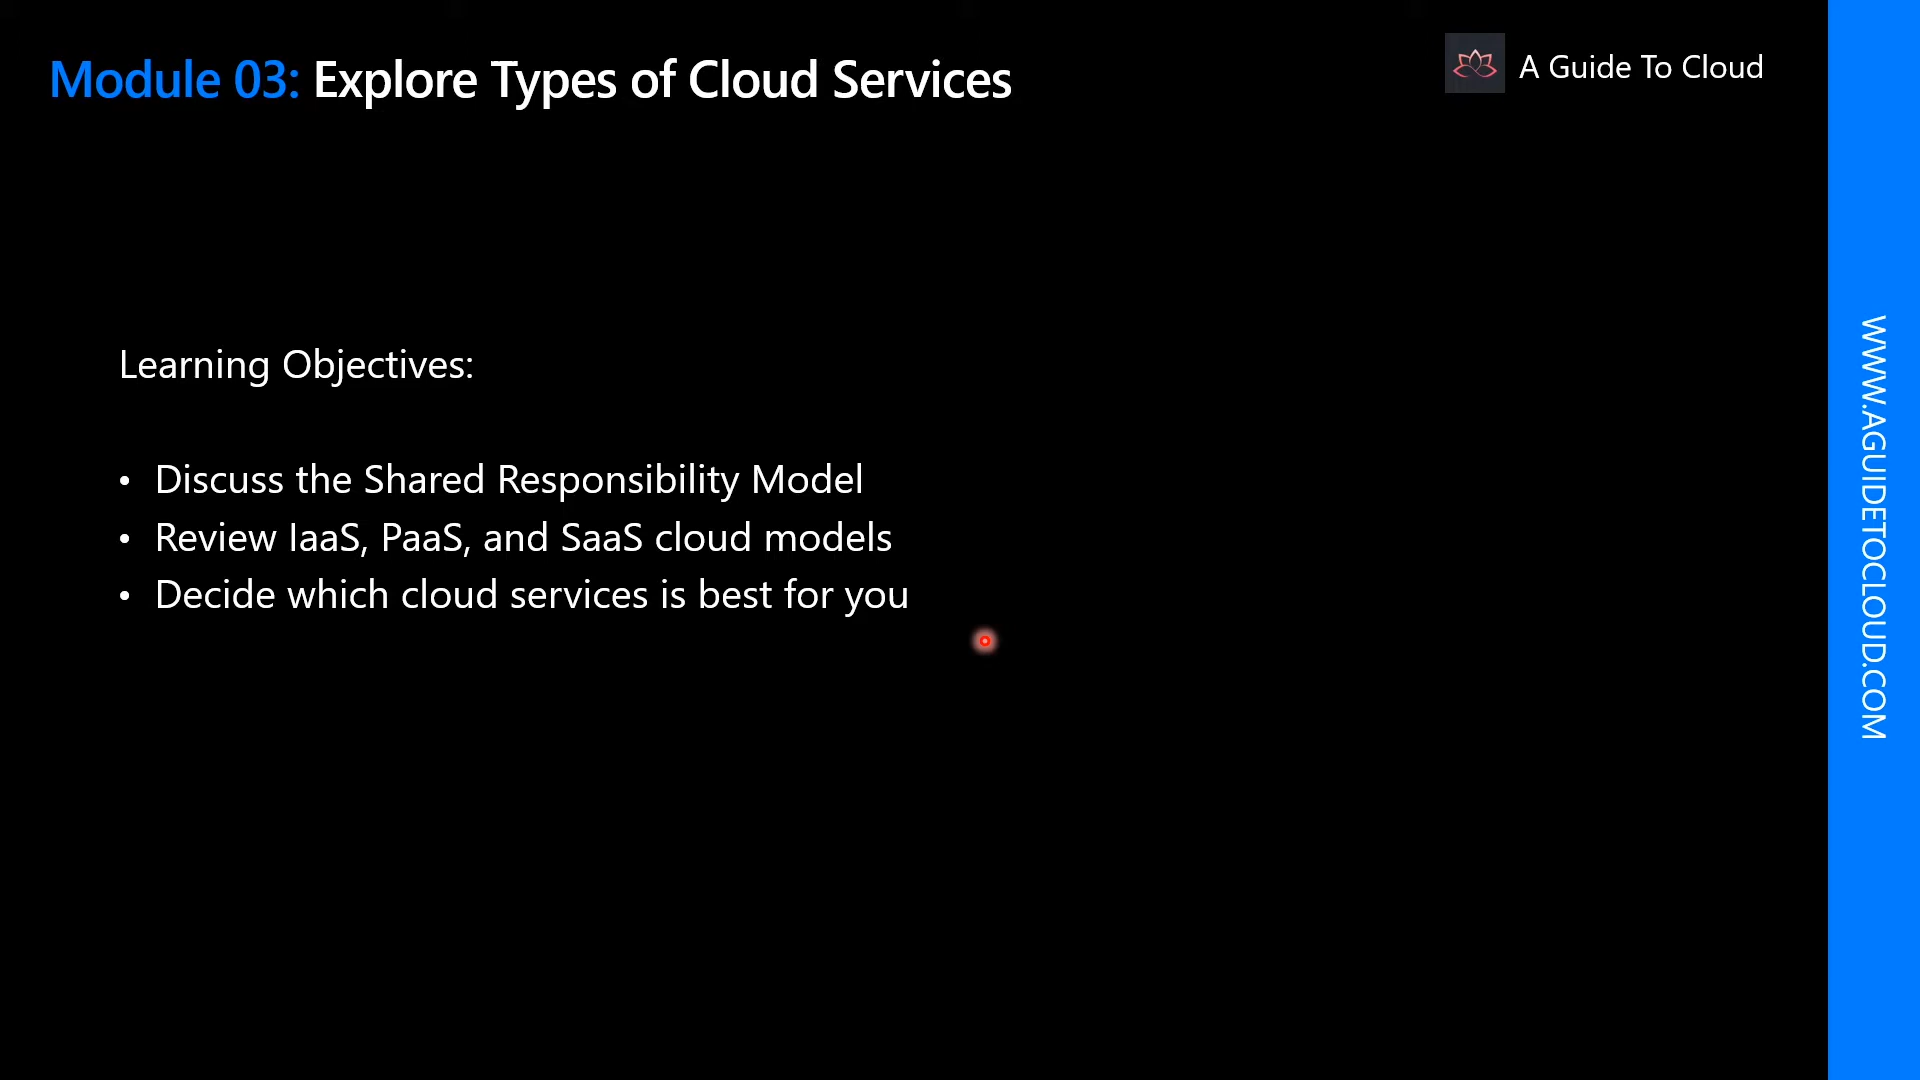 Module 03: Explore Types of Cloud Services
A Guide To Cloud
Learning Objectives:
• Discuss the Shared Responsibility Model
• Review IaaS, PaaS, and SaaS cloud models
• Decide which cloud services is best for you
WWW.AGUIDETOCLOUD.COM